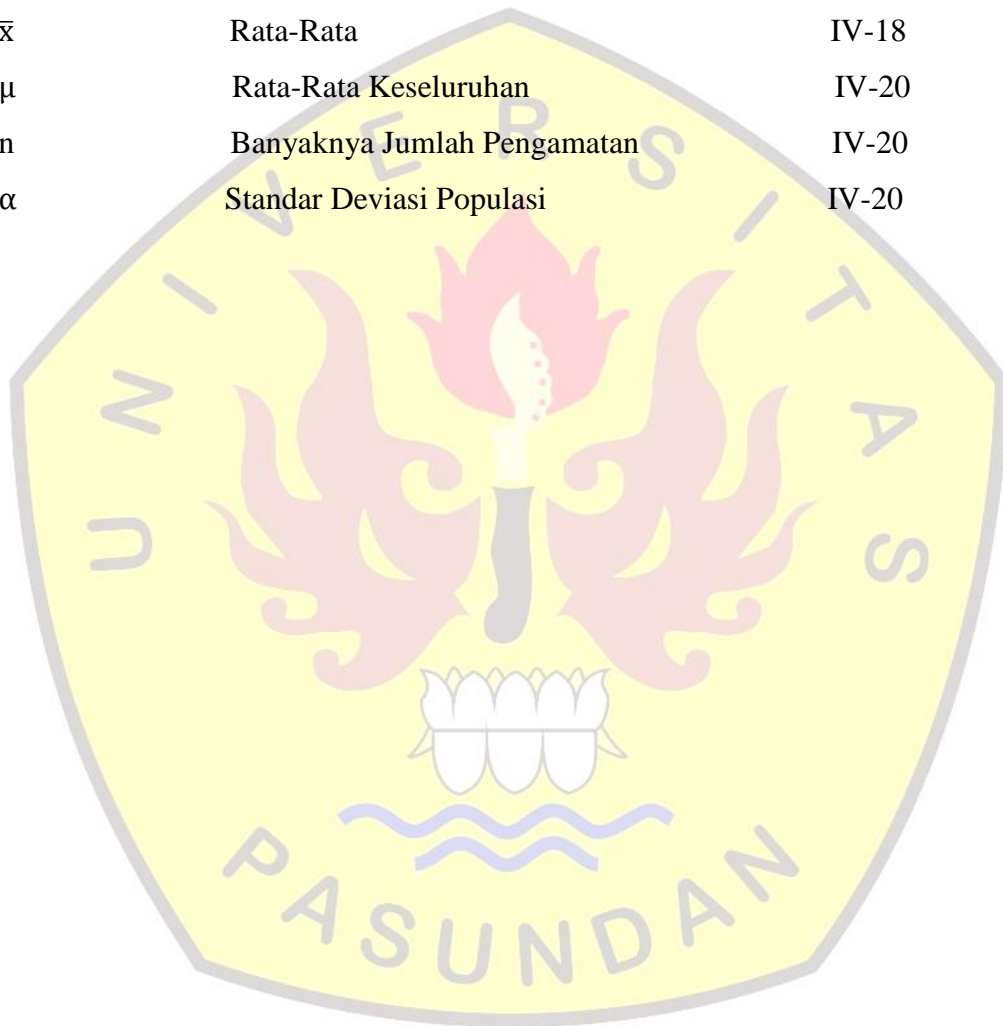 x̅ Rata-Rata IV-18
μ Rata-Rata Keseluruhan IV-20
n Banyaknya Jumlah Pengamatan IV-20
α Standar Deviasi Populasi IV-20
UNIVERSITAS
PASUNDAN